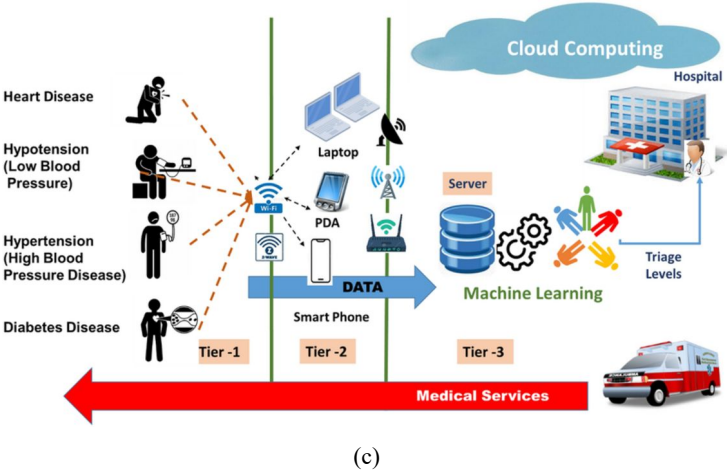 Cloud Computing
Hospital
Heart Disease
Hypotension
(Low Blood
Pressure)
Hypertension
(High Blood
Pressure Disease)
Diabetes Disease
Wi-Fi
Laptop
PDA
Smart Phone
DATA
Server
Machine Learning
Triage
Levels
Tier -1
Tier -2
Tier -3
Medical Services
(c)